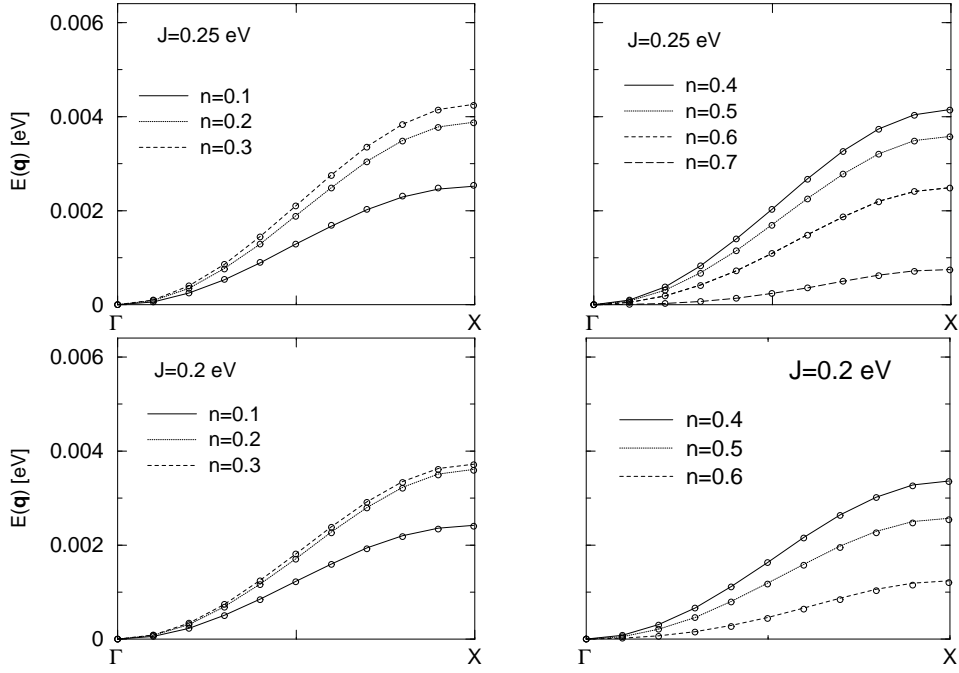 0.006
J=0.25 eV
n=0.1
n=0.2
n=0.3
0.004
0.002
0
E(q) [eV]
Γ
X
J=0.25 eV
n=0.4
n=0.5
n=0.6
n=0.7
Γ
X
0.006
J=0.2 eV
n=0.1
n=0.2
n=0.3
0.004
0.002
0
E(q) [eV]
Γ
X
J=0.2 eV
n=0.4
n=0.5
n=0.6
Γ
X